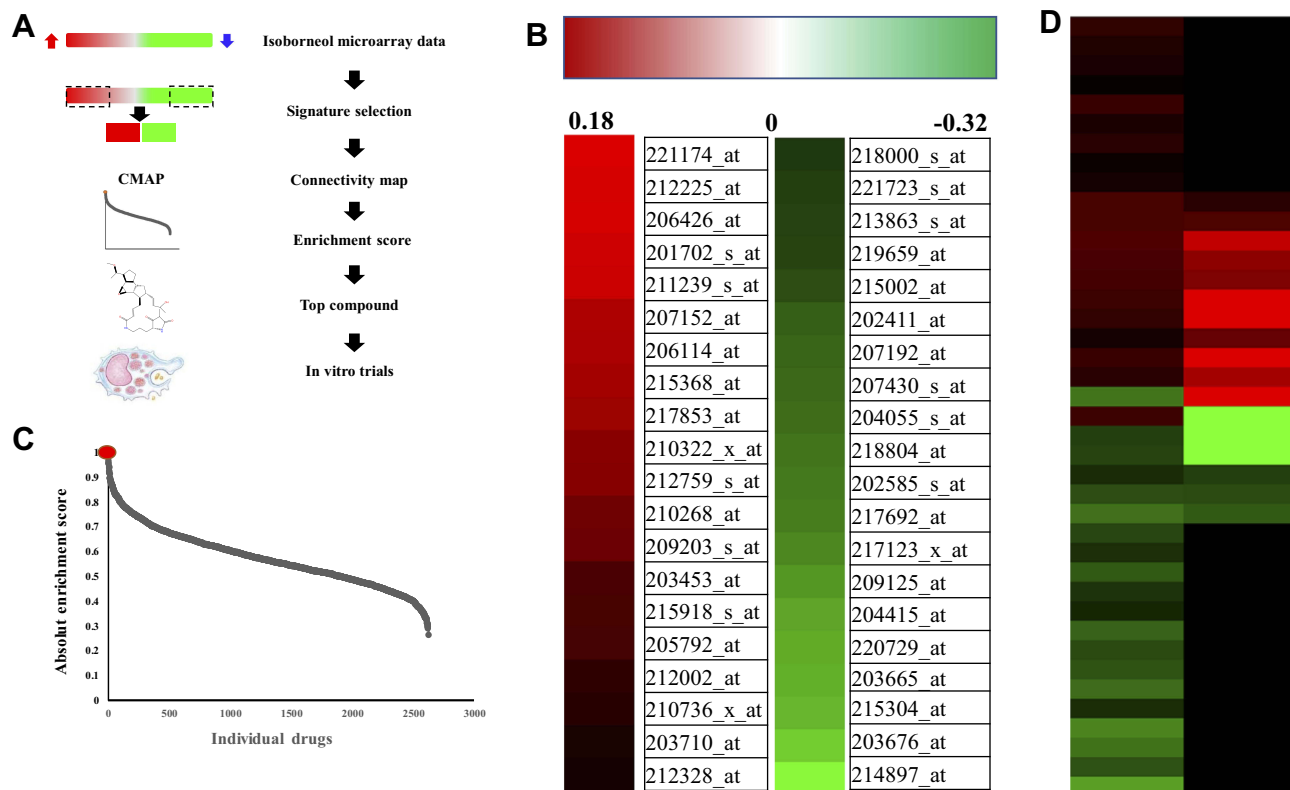 A
Isoborneol microarray data
Signature selection
CMAP
Connectivity map
Enrichment score
Top compound
In vitro trials
B
0.18
0
-0.32
221174_at
218000_s_at
212225_at
221723_s_at
206426_at
213863_s_at
201702_s_at
219659_at
211239_s_at
215002_at
207152_at
202411_at
206114_at
207192_at
215368_at
207430_s_at
217853_at
204055_s_at
210322_x_at
218804_at
212759_s_at
202585_s_at
210268_at
217692_at
209203_s_at
217123_x_at
203453_at
209125_at
215918_s_at
204415_at
205792_at
220729_at
212002_at
203665_at
210736_x_at
215304_at
203710_at
203676_at
212328_at
214897_at
C
Absolut enrichment score
1
0.9
0.8
0.7
0.6
0.5
0.4
0.3
0.2
0.1
0
0
500
1000
1500
2000
2500
3000
Individual drugs
D